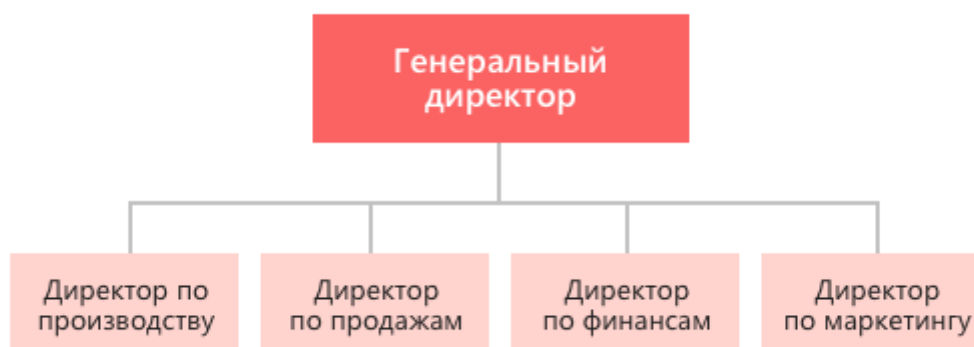 Генеральный
директор
Директор по
производству
Директор
по продажам
Директор
по финансам
Директор
по маркетингу